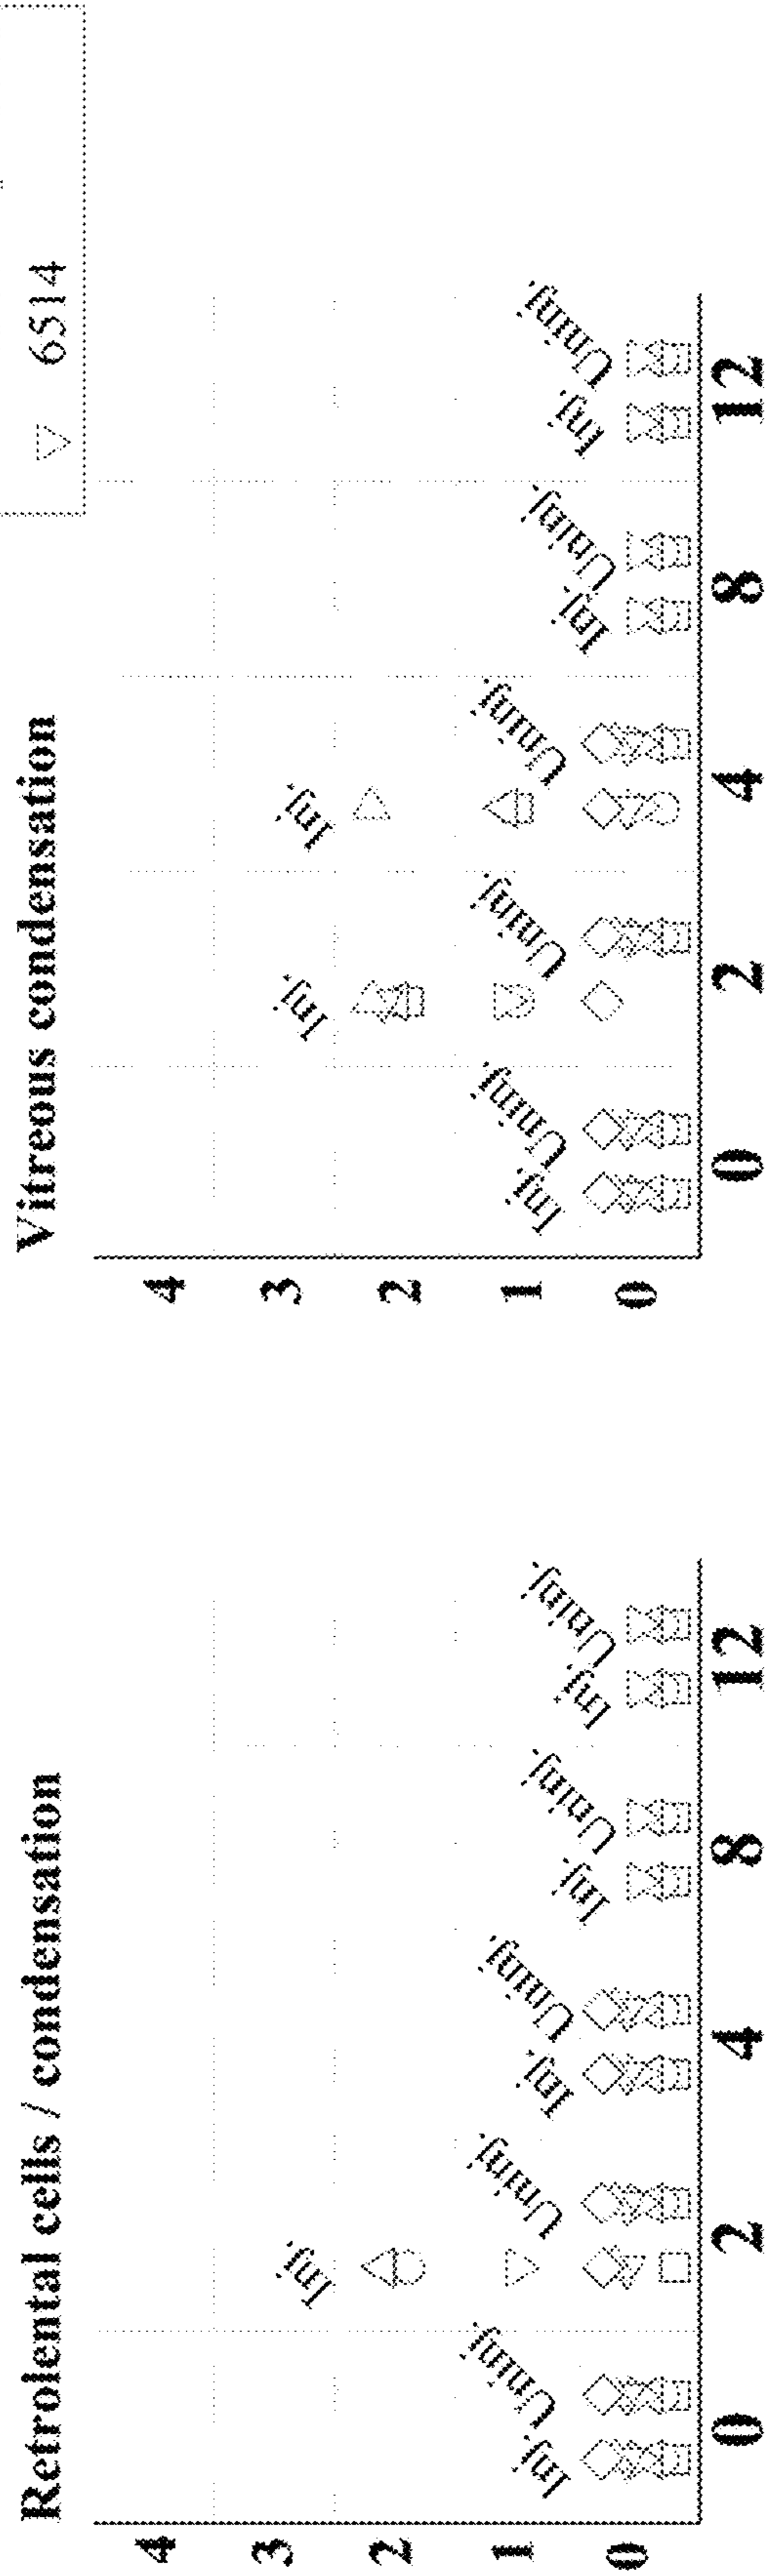 Retrolental cells / condensation
4
3
2
1
0
Inj.
Uninj.
Inj.
Uninj.
Inj.
Uninj.
Inj.
Uninj.
Inj.
Uninj.
0 2 4 8 12
Vitreous condensation
6514
4
3
2
1
0
Inj.
Uninj.
Inj.
Uninj.
Inj.
Uninj.
Inj.
Uninj.
Inj.
Uninj.
0 2 4 8 12